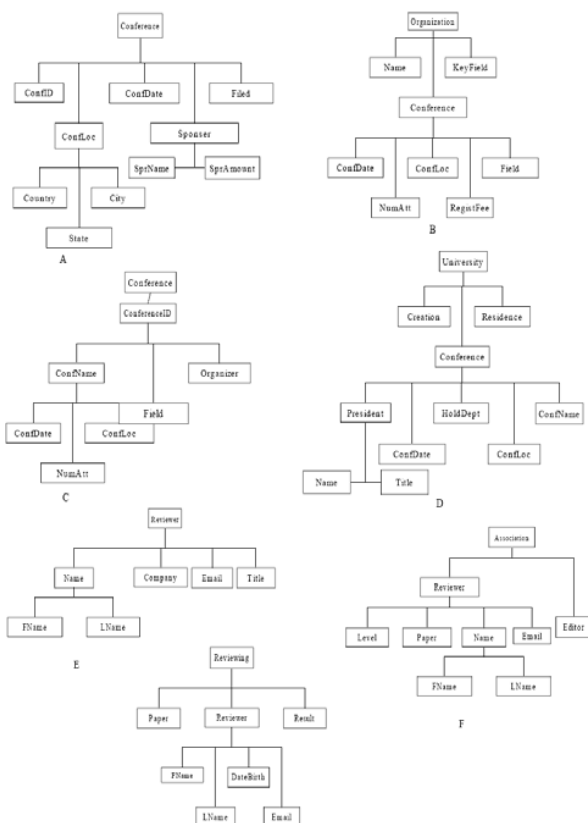 Conference
ConfID
ConfDate
Filed
ConfLoc
Sponser
SprName
SprAmount
Country
City
State
A
Organization
Name
KeyField
Conference
ConfDate
ConfLoc
Field
NumAtt
RegistFee
B
Conference
ConferenceID
ConfName
Organizer
Field
ConfDate
ConfLoc
NumAtt
C
University
Creation
Residence
Conference
President
HoldDept
ConfName
ConfDate
ConfLoc
Name
Title
D
Reviewer
Name
Company
Email
Title
FName
LName
E
Association
Reviewer
Editor
Level
Paper
Name
Email
FName
LName
F
Reviewing
Paper
Reviewer
Result
FName
DateBirth
LName
Email